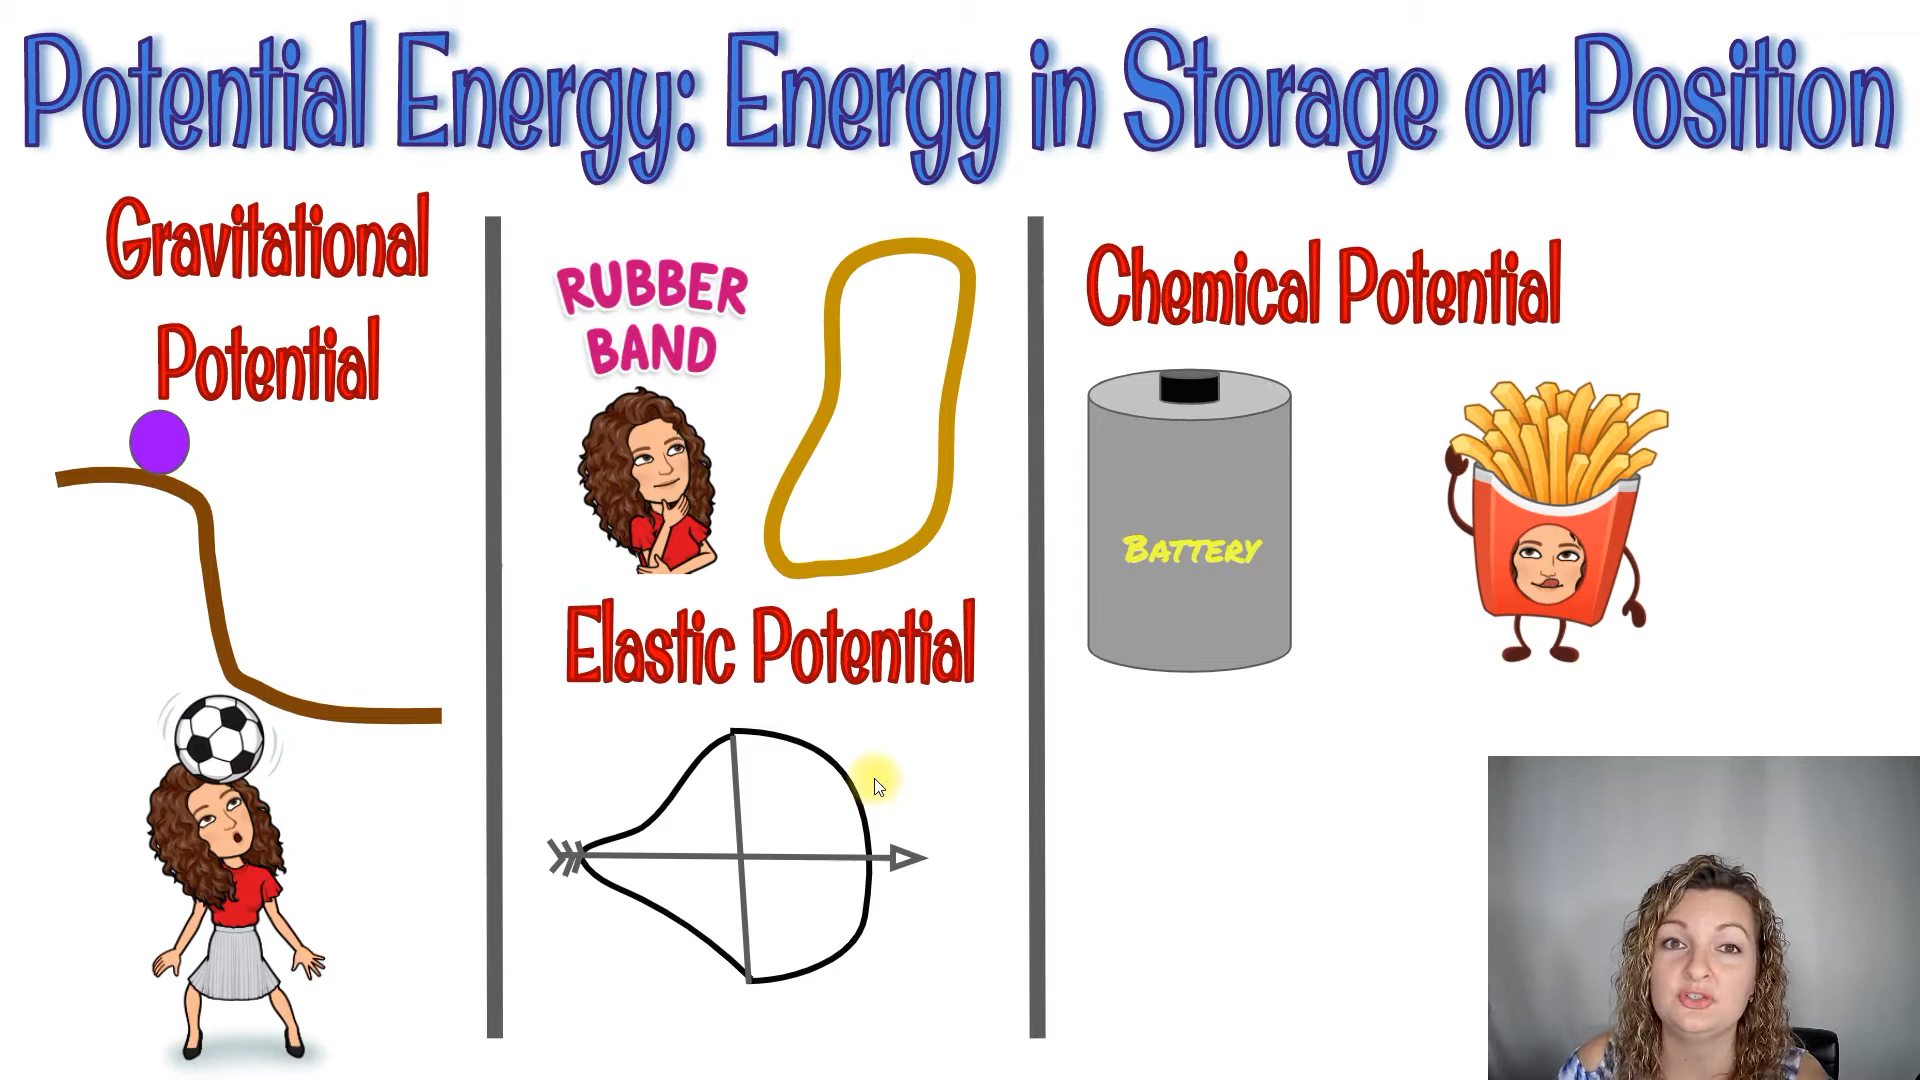 Potential Energy: Energy in Storage or Position
Gravitational
Potential
RUBBER
BAND
Elastic Potential
Chemical Potential
BATTERY